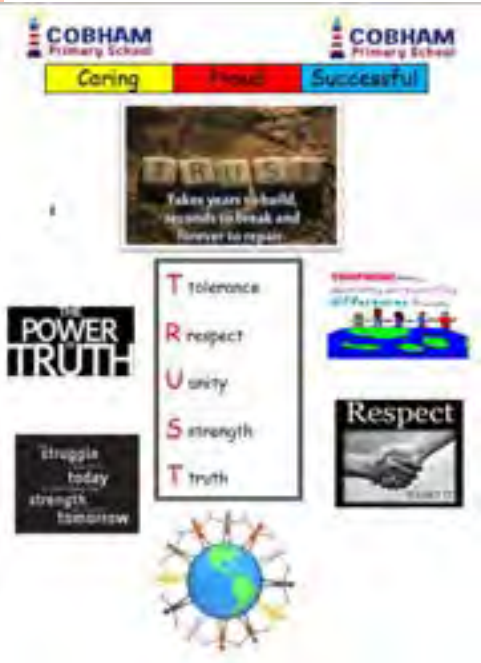 COBHAM
Primary School
COBHAM
Primary School
Caring Proud Successful
TRUST
Takes years to build,
seconds to break and
forever to repair
T tolerance
R respect
U unity
S strength
T truth
THE
POWER
TRUTH
differences
Respect
struggle
today
strength
tomorrow